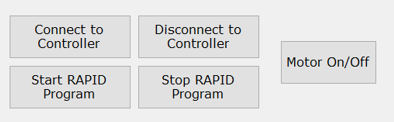 Connect to
Controller
Disconnect to
Controller
Motor On/Off
Start RAPID
Program
Stop RAPID
Program